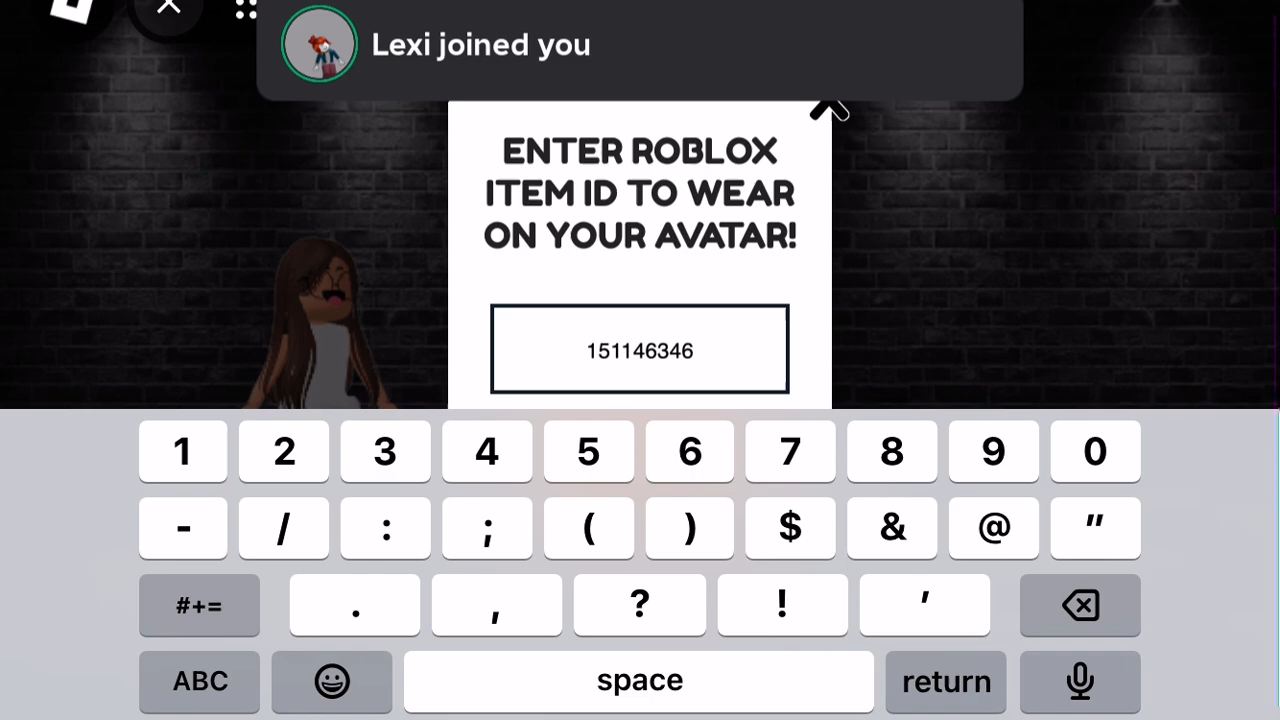 Lexi joined you
ENTER ROBLOX
ITEM ID TO WEAR
ON YOUR AVATAR!
151146346
1 2 3 4 5 6 7 8 9 0
- / : ; ( ) $ & @ "
#+= . , ? ! '
ABC space return